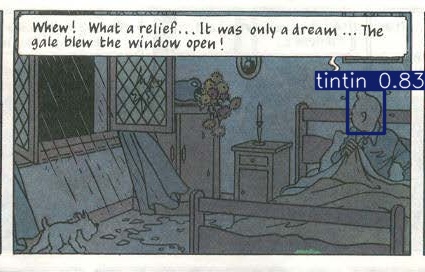 Whew! What a relief... It was only a dream ... The
gale blew the window open!
tintin 0.83